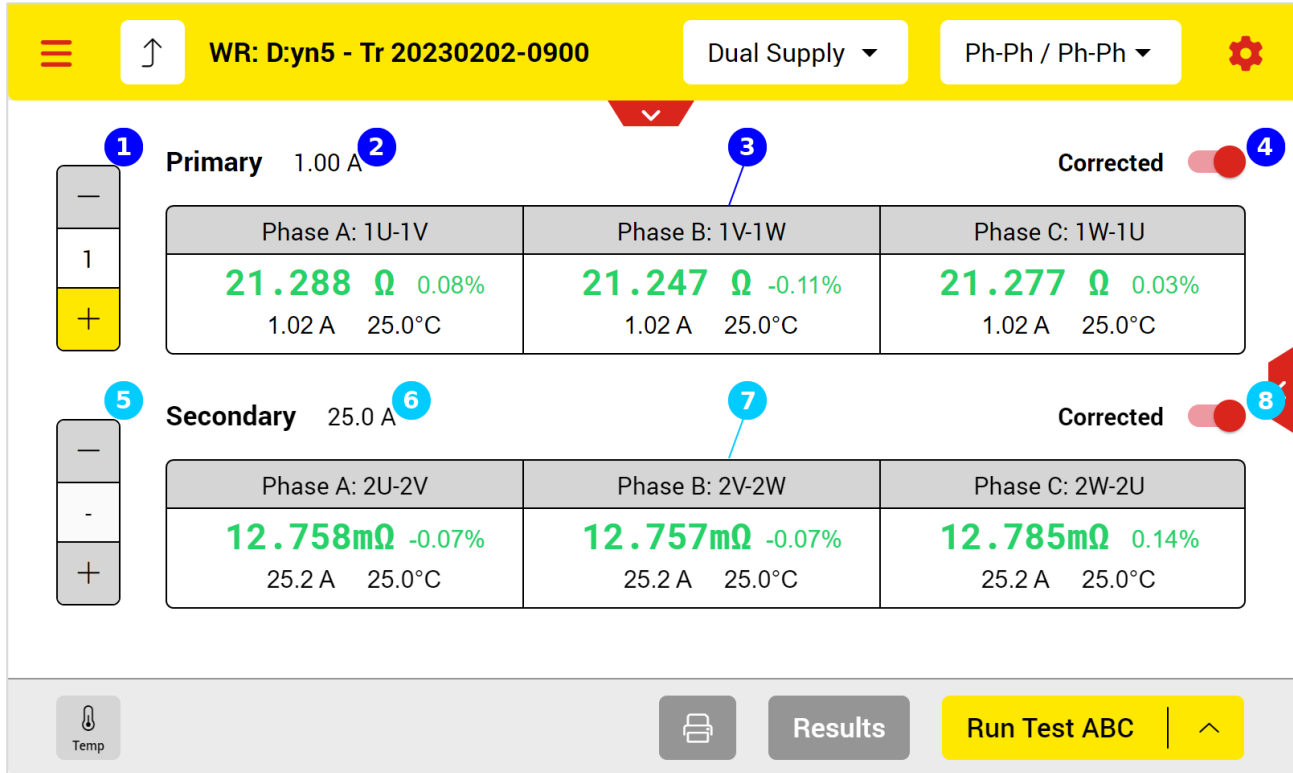 WR: D:yn5 - Tr 20230202-0900 Dual Supply Ph-Ph / Ph-Ph
1 Primary 1.00 A 2 3 Corrected 4
—
1
+
Phase A: 1U-1V Phase B: 1V-1W Phase C: 1W-1U
21.288 Ω 0.08% 21.247 Ω -0.11% 21.277 Ω 0.03%
1.02 A 25.0°C 1.02 A 25.0°C 1.02 A 25.0°C
5 Secondary 25.0 A 6 7 Corrected 8
—
-
+
Phase A: 2U-2V Phase B: 2V-2W Phase C: 2W-2U
12.758mΩ -0.07% 12.757mΩ -0.07% 12.785mΩ 0.14%
25.2 A 25.0°C 25.2 A 25.0°C 25.2 A 25.0°C
Temp Results Run Test ABC